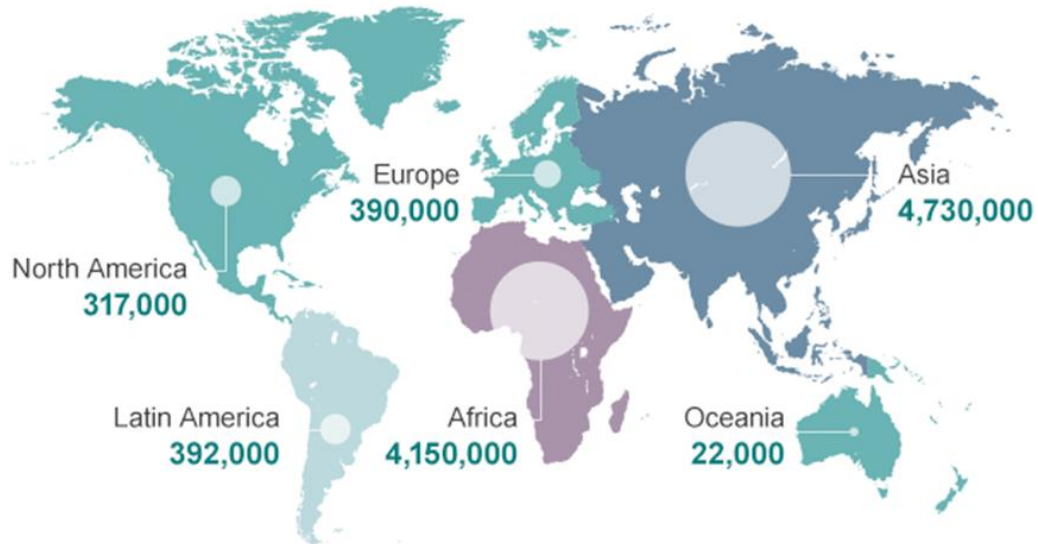 Europe
390,000
Asia
4,730,000
North America
317,000
Latin America
392,000
Africa
4,150,000
Oceania
22,000